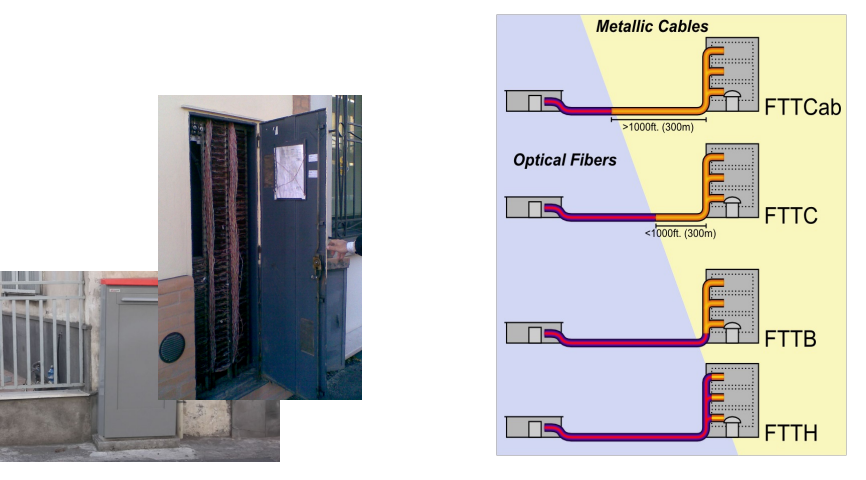 Metallic Cables
FTTCab
>1000ft. (300m)
Optical Fibers
FTTC
<1000ft. (300m)
FTTB
FTTH